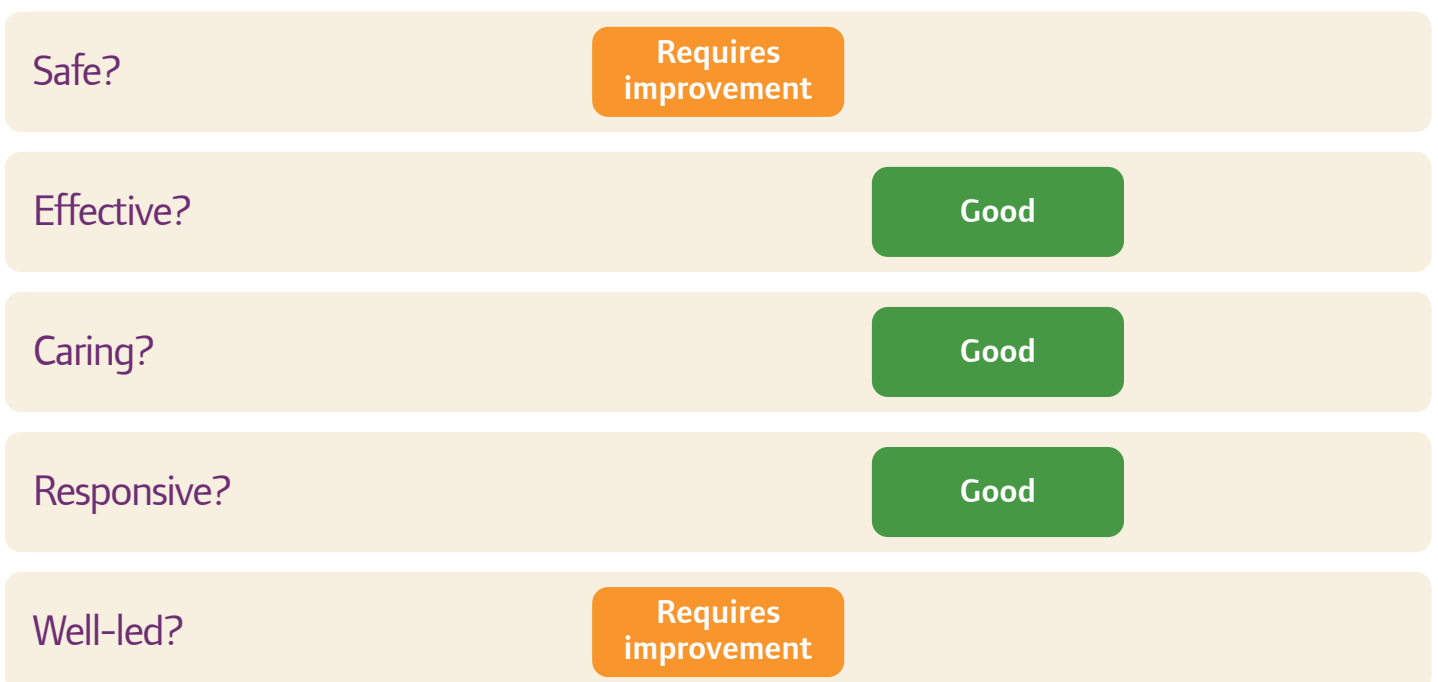 Safe?
Requires
improvement
Effective?
Good
Caring?
Good
Responsive?
Good
Well-led?
Requires
improvement